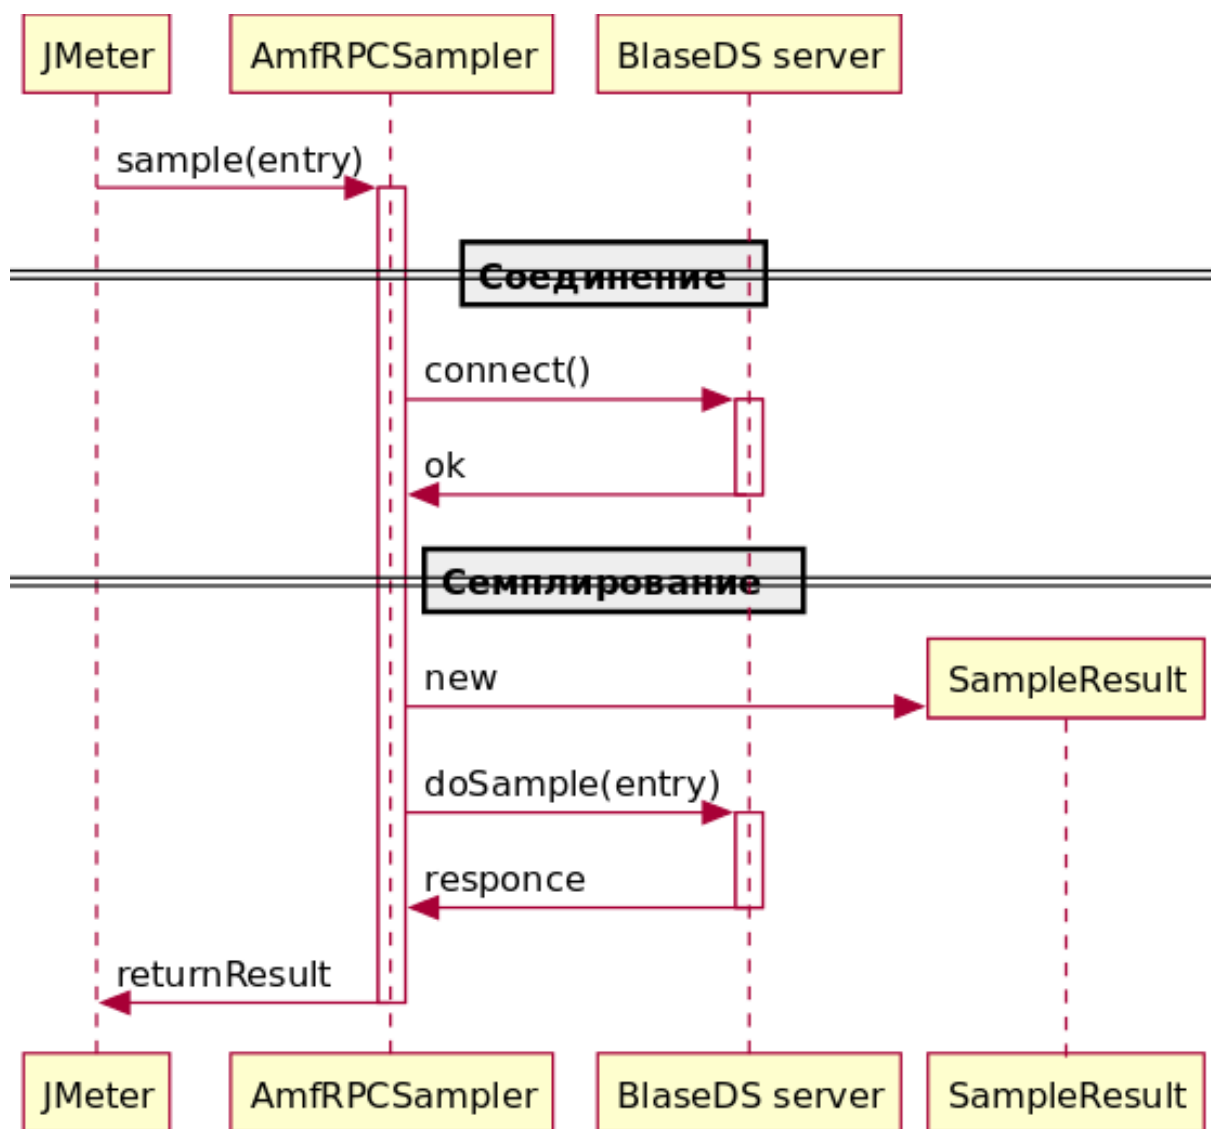 JMeter
AmfRPCSampler
BlaseDS server
sample(entry)
Соединение
connect()
ok
Семплирование
new
SampleResult
doSample(entry)
responce
returnResult
JMeter
AmfRPCSampler
BlaseDS server
SampleResult